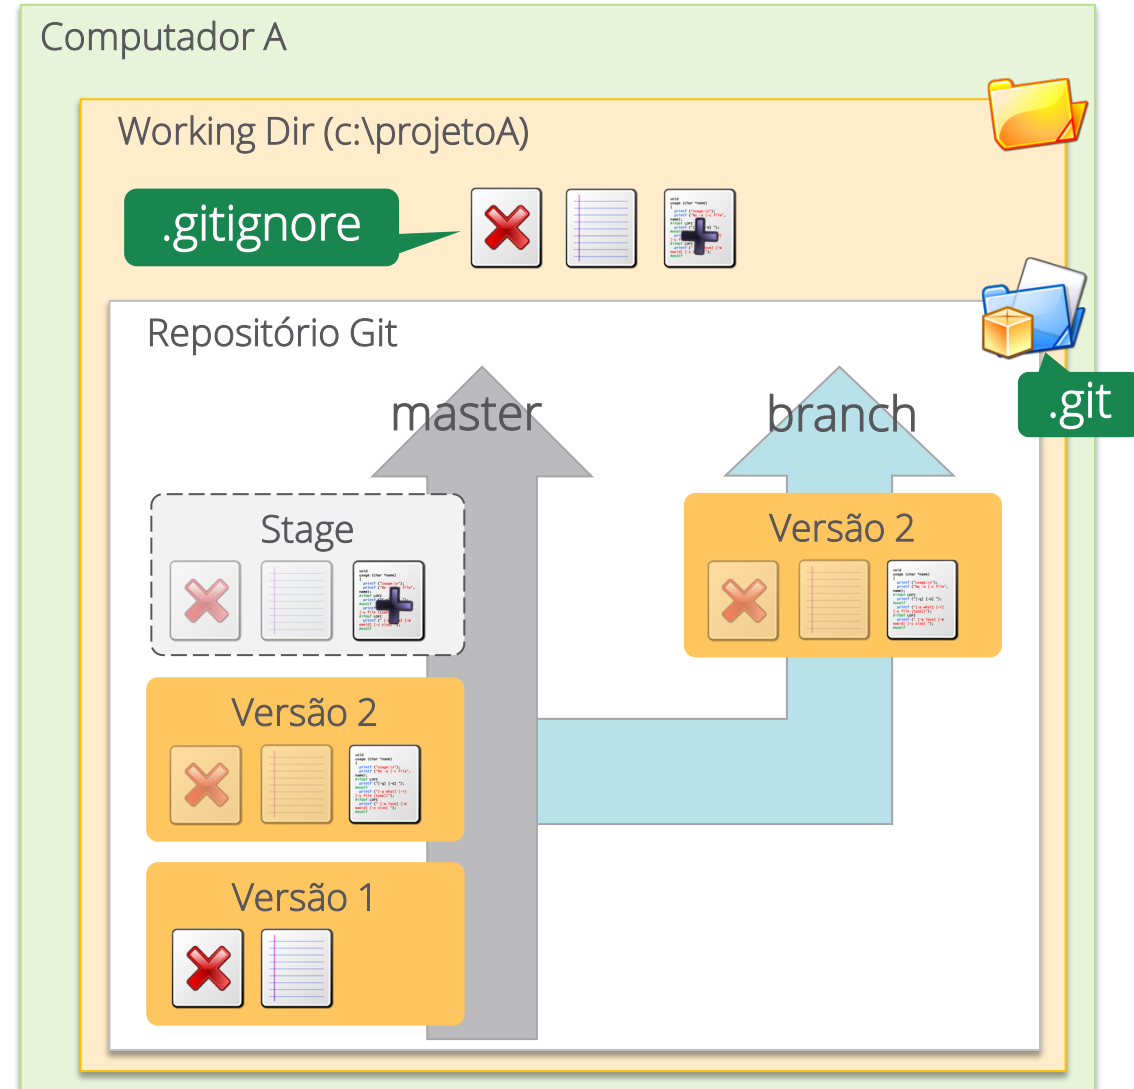 Computador A
Working Dir (c:\projetoA)
.gitignore
Repositório Git
.git
master
branch
Stage
Versão 2
Versão 2
Versão 1